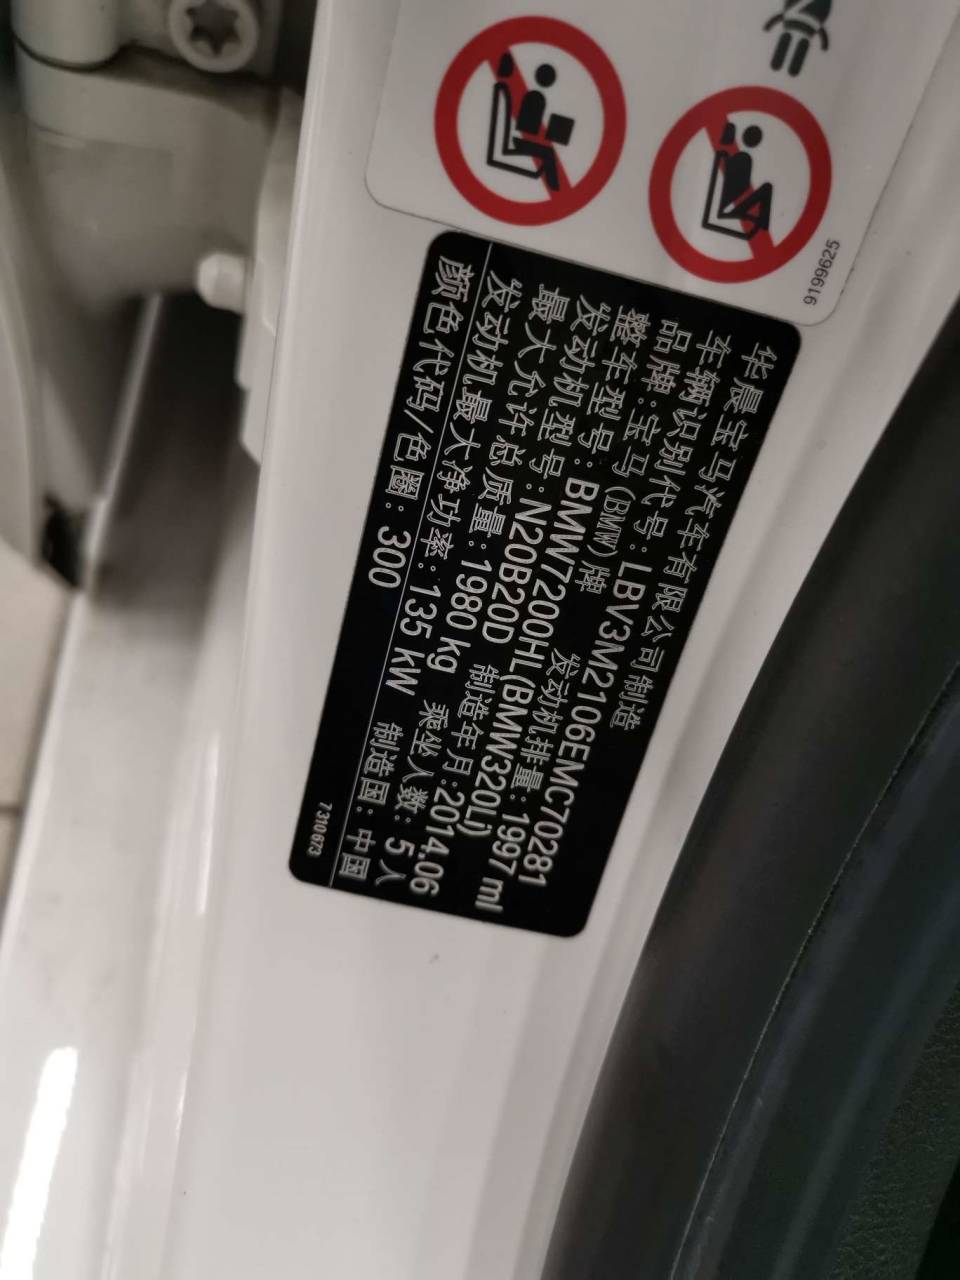 9199625
华晨宝马汽车有限公司制造
车辆识别代号:LBV3M2106EMC70281
品牌:宝马(BMW)牌
整车型号:BMW7200HL(BMW320Li)
发动机型号:N20B20D 发动机排量:1997 ml
最大允许总质量:1980 kg 制造年月:2014.06
发动机最大净功率:135 kW 乘坐人数:5人
颜色代码/色圈:300 制造国:中国
7310673